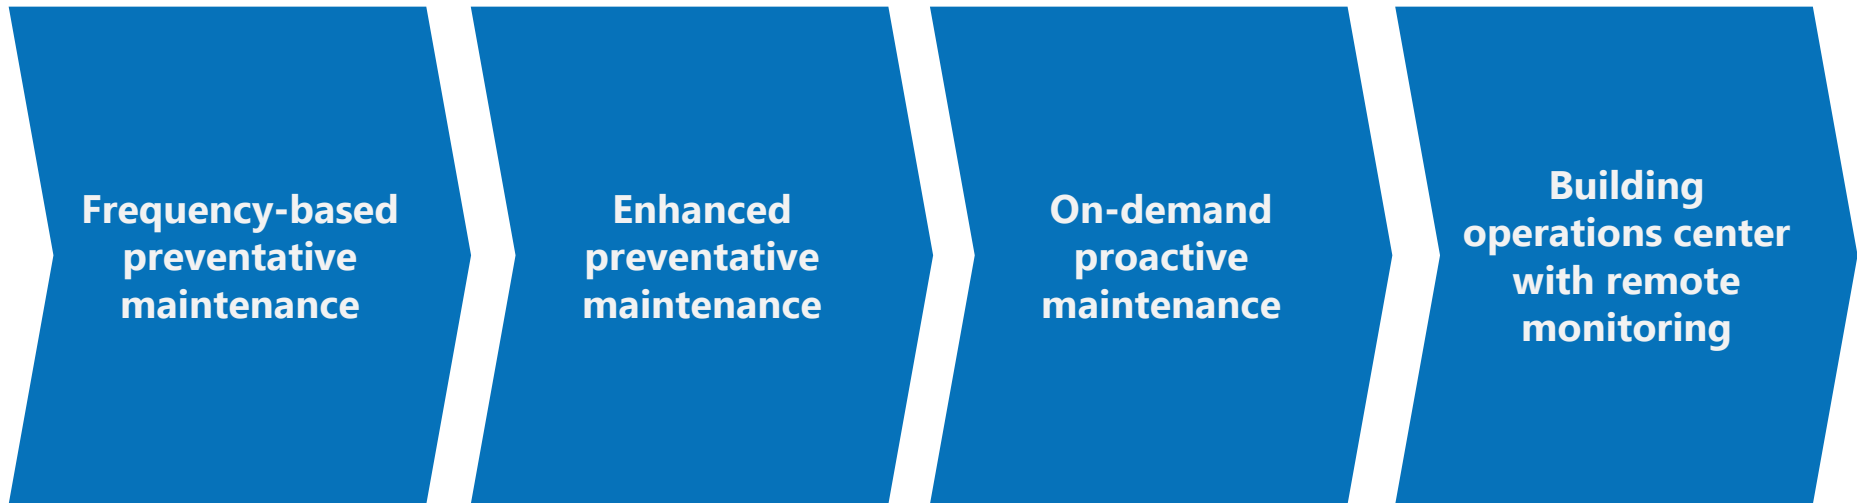 Frequency-based
preventative
maintenance
Enhanced
preventative
maintenance
On-demand
proactive
maintenance
Building
operations center
with remote
monitoring